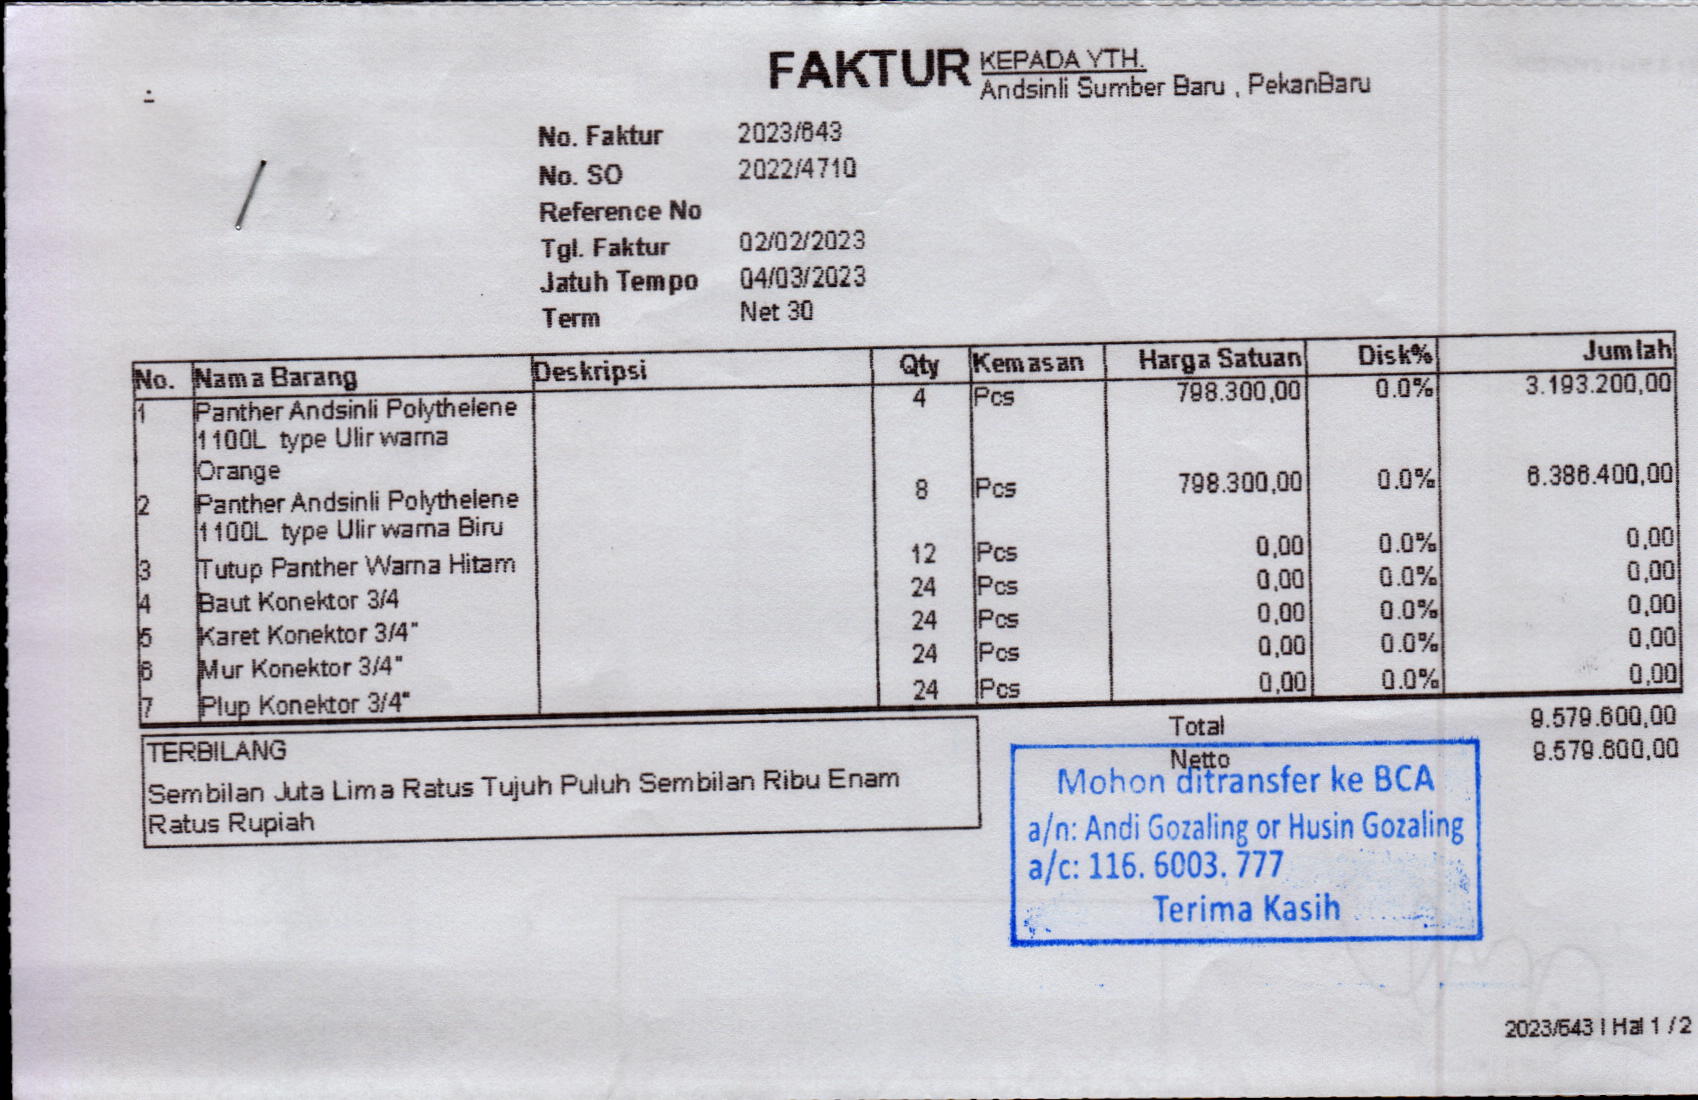 FAKTUR
KEPADA YTH.
Andsinli Sumber Baru , PekanBaru
No. Faktur 2023/643
No. SO 2022/4710
Reference No
Tgl. Faktur 02/02/2023
Jatuh Tempo 04/03/2023
Term Net 30
No. Nama Barang Deskripsi Qty Kemasan Harga Satuan Disk% Jumlah
1 Panther Andsinli Polythelene 4 Pcs 798.300,00 0.0% 3.193.200,00
1100L type Ulir warna
Orange
2 Panther Andsinli Polythelene 8 Pcs 798.300,00 0.0% 6.386.400,00
1100L type Ulir warna Biru
3 Tutup Panther Warna Hitam 12 Pcs 0,00 0.0% 0,00
4 Baut Konektor 3/4 24 Pcs 0,00 0.0% 0,00
5 Karet Konektor 3/4" 24 Pcs 0,00 0.0% 0,00
6 Mur Konektor 3/4" 24 Pcs 0,00 0.0% 0,00
7 Plup Konektor 3/4" 24 Pcs 0,00 0.0% 0,00
Total 9.579.600,00
Netto 9.579.600,00
TERBILANG
Sembilan Juta Lima Ratus Tujuh Puluh Sembilan Ribu Enam
Ratus Rupiah
Mohon ditransfer ke BCA
a/n: Andi Gozaling or Husin Gozaling
a/c: 116. 6003. 777
Terima Kasih
2023/643 | Hal 1 / 2